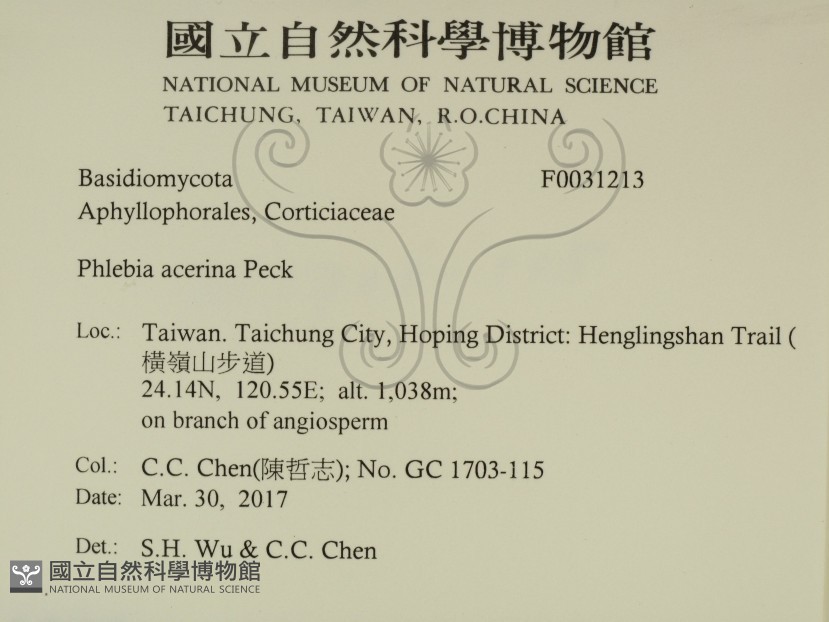 國立自然科學博物館
NATIONAL MUSEUM OF NATURAL SCIENCE
TAICHUNG, TAIWAN, R.O.CHINA
Basidiomycota F0031213
Aphyllophorales, Corticiaceae
Phlebia acerina Peck
Loc.: Taiwan. Taichung City, Hoping District: Henglingshan Trail (
橫嶺山步道)
24.14N, 120.55E; alt. 1,038m;
on branch of angiosperm
Col.: C.C. Chen(陳哲志); No. GC 1703-115
Date: Mar. 30, 2017
Det.: S.H. Wu & C.C. Chen
國立自然科學博物館
NATIONAL MUSEUM OF NATURAL SCIENCE